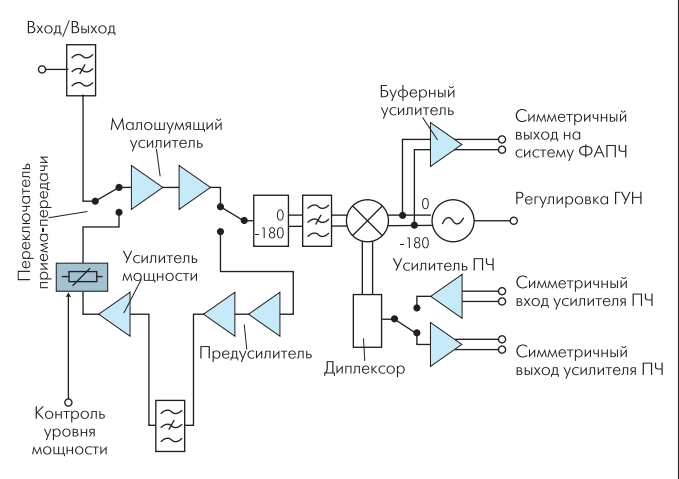 Вход/Выход
Малошумящий
усилитель
Буферный
усилитель
Симметричный
выход на
систему ФАПЧ
Переключатель
приема-передачи
0
-180
0
-180
Регулировка ГУН
Усилитель
мощности
Усилитель ПЧ
Симметричный
вход усилителя ПЧ
Предусилитель
Диплексор
Симметричный
выход усилителя ПЧ
Контроль
уровня
мощности